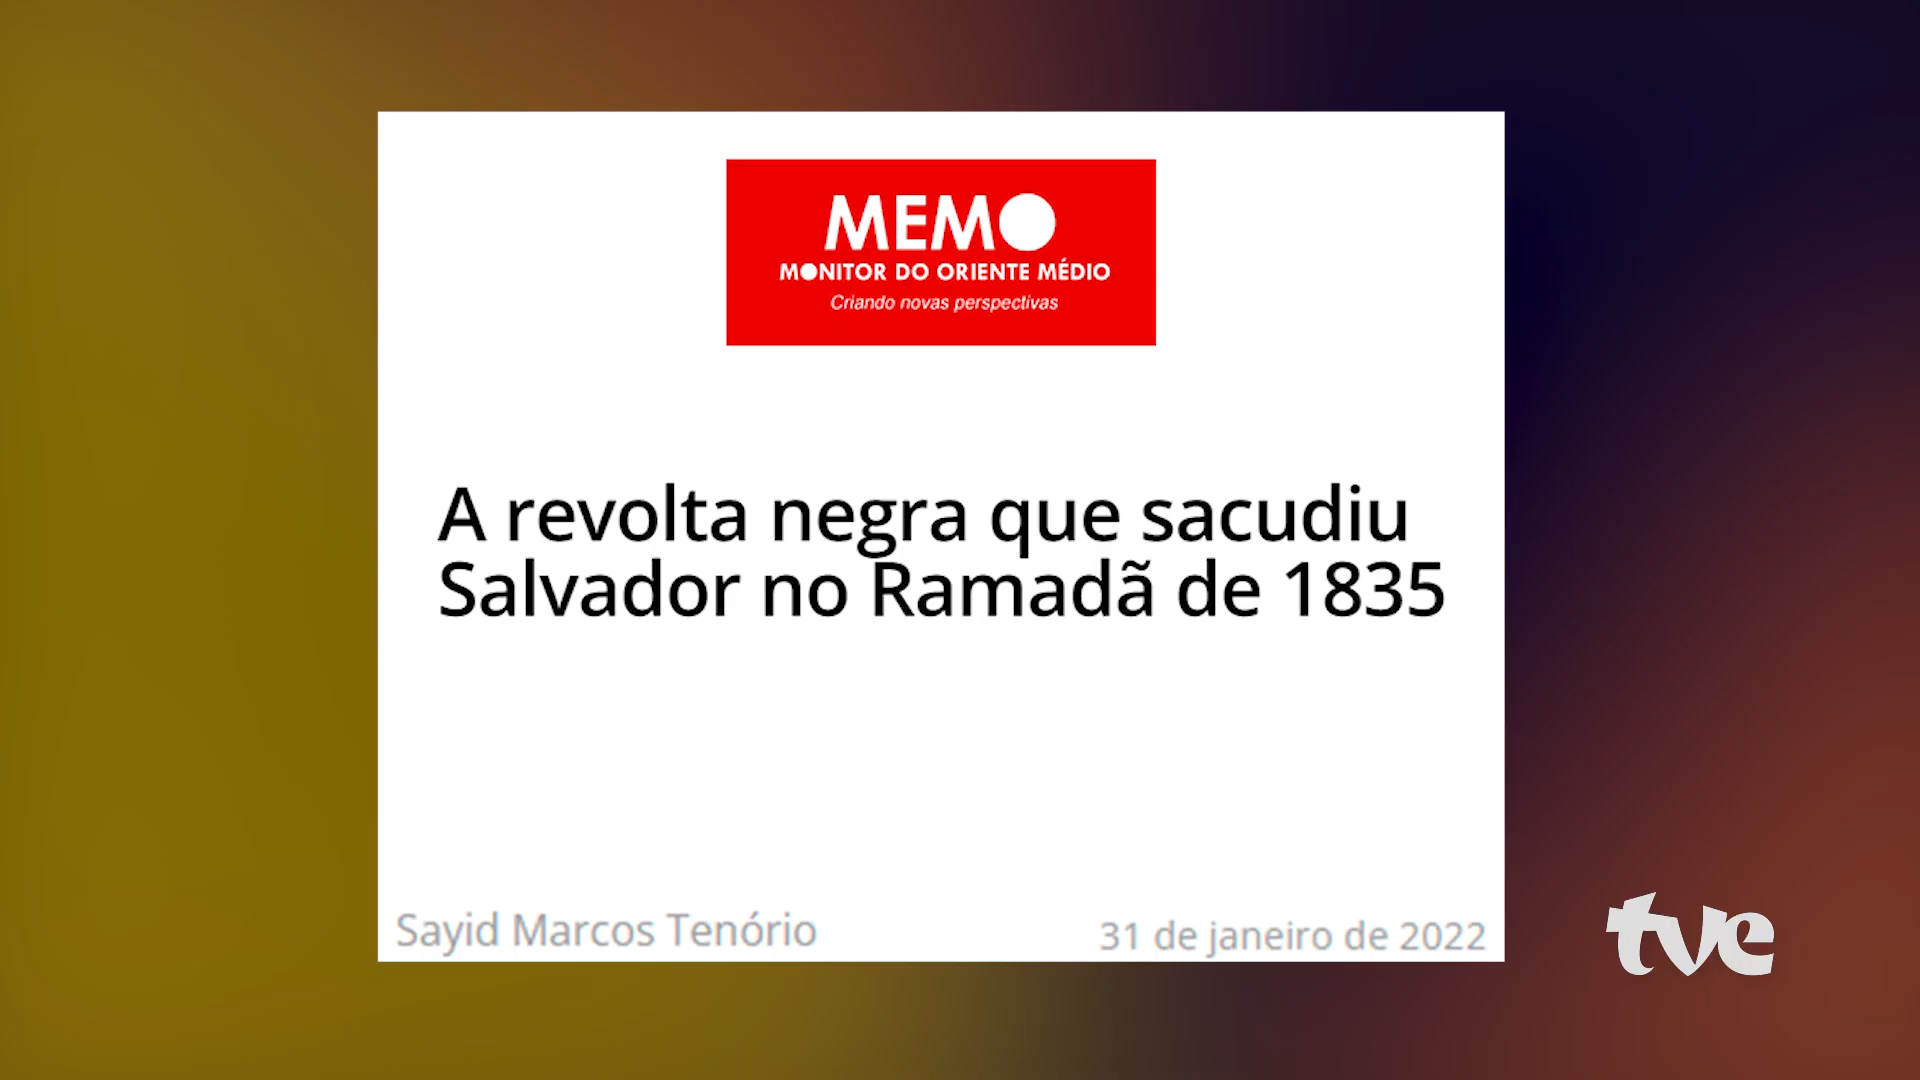 MEMO
MONITOR DO ORIENTE MÉDIO
Criando novas perspectivas
A revolta negra que sacudiu
Salvador no Ramadã de 1835
Sayid Marcos Tenório
31 de janeiro de 2022
tve